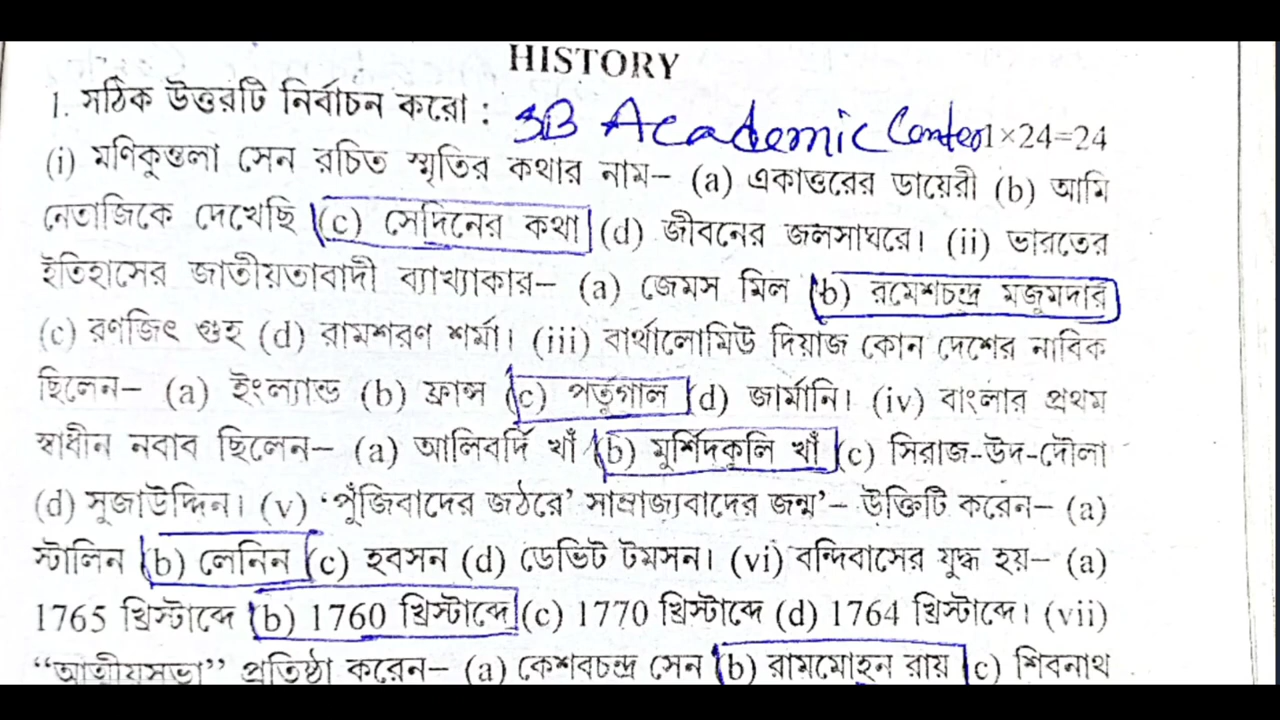 HISTORY
1. সঠিক উত্তরটি নির্বাচন করো : 3B Academic Center 1×24=24
(i) মণিকুন্তলা সেন রচিত স্মৃতির কথার নাম– (a) একাত্তরের ডায়েরী (b) আমি
নেতাজিকে দেখেছি (c) সেদিনের কথা (d) জীবনের জলসাঘরে। (ii) ভারতের
ইতিহাসের জাতীয়তাবাদী ব্যাখ্যাকার– (a) জেমস মিল (b) রমেশচন্দ্র মজুমদার
(c) রণজিৎ গুহ (d) রামশরণ শর্মা। (iii) বার্থালোমিউ দিয়াজ কোন দেশের নাবিক
ছিলেন– (a) ইংল্যান্ড (b) ফ্রান্স (c) পর্তুগাল (d) জার্মানি। (iv) বাংলার প্রথম
স্বাধীন নবাব ছিলেন– (a) আলিবর্দি খাঁ (b) মুর্শিদকুলি খাঁ (c) সিরাজ-উদ-দৌলা
(d) সুজাউদ্দিন। (v) ‘পুঁজিবাদের জঠরে’ সাম্রাজ্যবাদের জন্ম’– উক্তিটি করেন– (a)
স্টালিন (b) লেনিন (c) হবসন (d) ডেভিট টমসন। (vi) বন্দিবাসের যুদ্ধ হয়– (a)
1765 খ্রিস্টাব্দে (b) 1760 খ্রিস্টাব্দে (c) 1770 খ্রিস্টাব্দে (d) 1764 খ্রিস্টাব্দে। (vii)
“আত্মীয়সভা” প্রতিষ্ঠা করেন– (a) কেশবচন্দ্র সেন (b) রামমোহন রায় (c) শিবনাথ